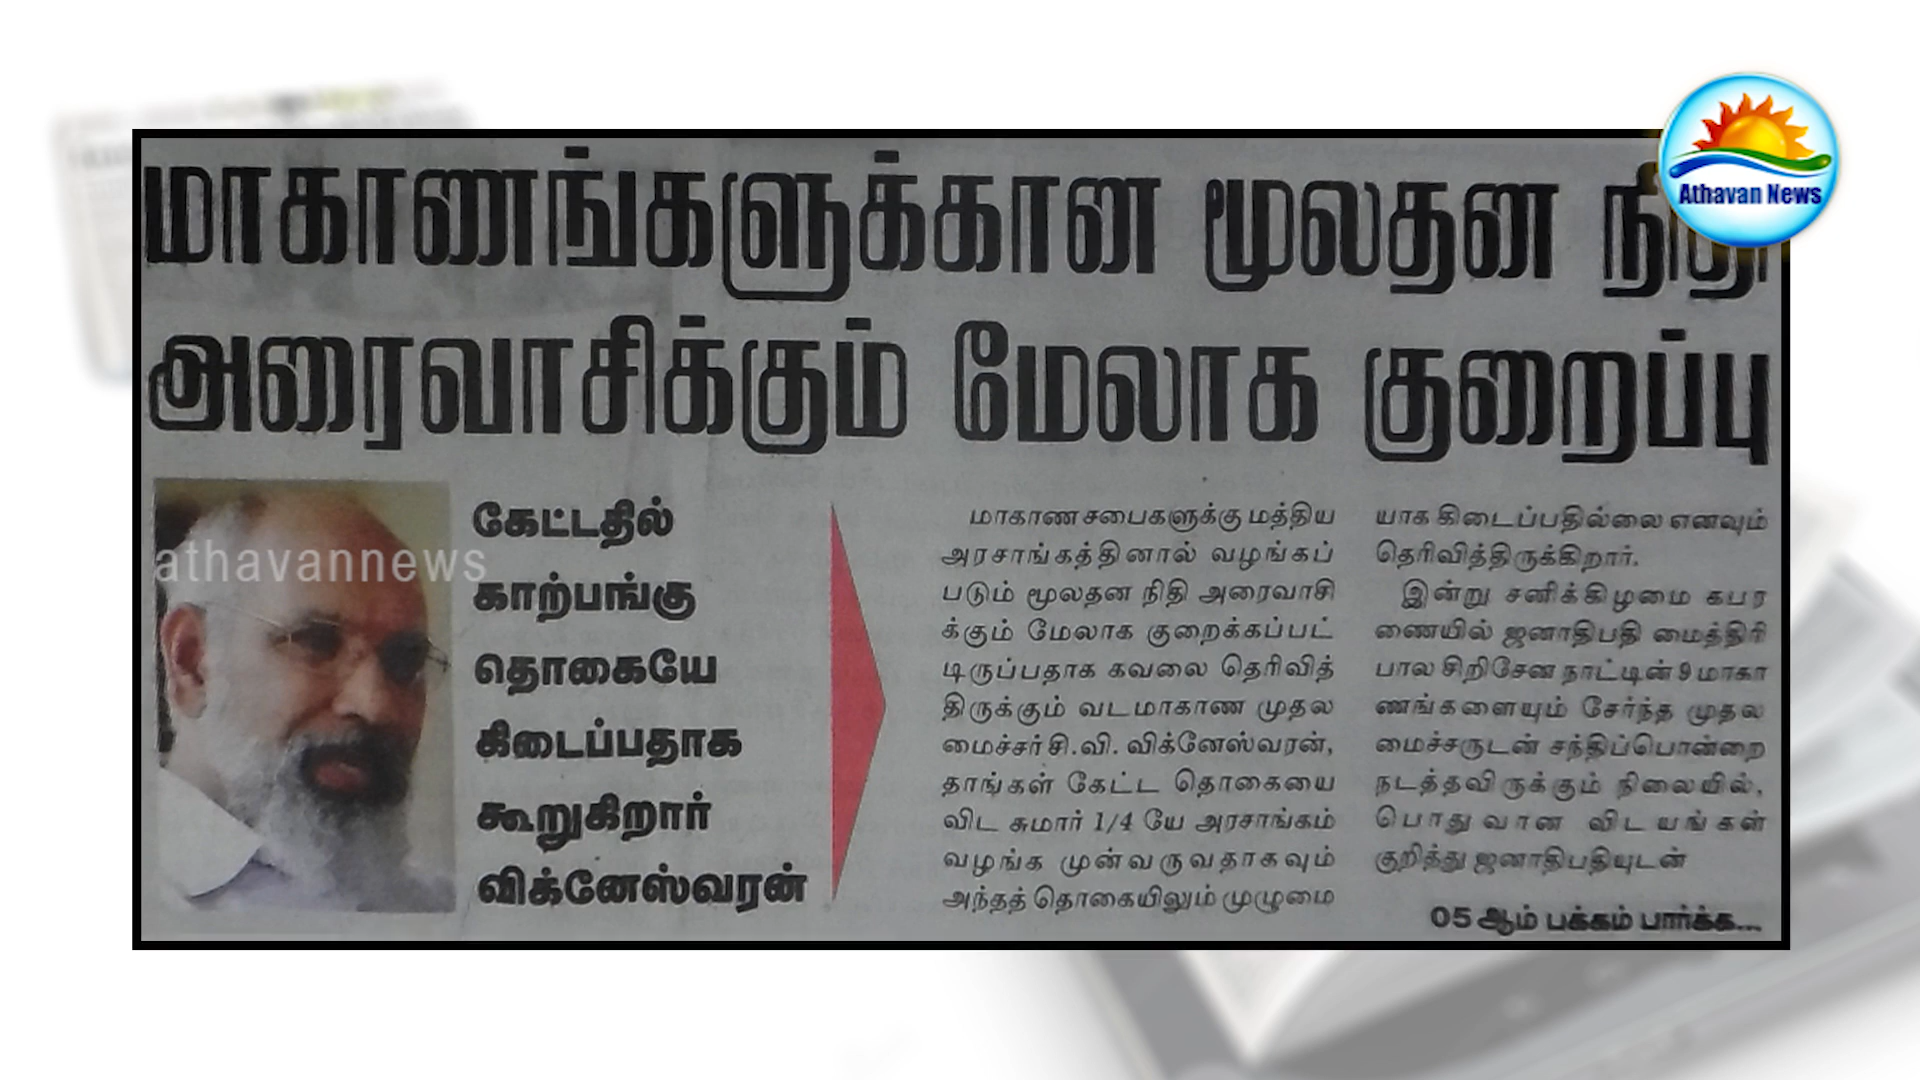 Athavan News
மாகாணங்களுக்கான மூலதன நிதி
அரைவாசிக்கும் மேலாக குறைப்பு
athavannews
கேட்டதில்
காற்பங்கு
தொகையே
கிடைப்பதாக
கூறுகிறார்
விக்னேஸ்வரன்
மாகாண சபைகளுக்கு மத்திய
அரசாங்கத்தினால் வழங்கப்
படும் மூலதன நிதி அரைவாசி
க்கும் மேலாக குறைக்கப்பட்
டிருப்பதாக கவலை தெரிவித்
திருக்கும் வடமாகாண முதல
மைச்சர் சி.வி. விக்னேஸ்வரன்,
தாங்கள் கேட்ட தொகையை
விட சுமார் 1/4 யே அரசாங்கம்
வழங்க முன்வருவதாகவும்
அந்தத் தொகையிலும் முழுமை
யாக கிடைப்பதில்லை எனவும்
தெரிவித்திருக்கிறார்.
இன்று சனிக்கிழமை கபர
ணையில் ஜனாதிபதி மைத்திரி
பால சிறிசேன நாட்டின் 9 மாகா
ணங்களையும் சேர்ந்த முதல
மைச்சருடன் சந்திப்பொன்றை
நடத்தவிருக்கும் நிலையில்,
பொதுவான விடயங்கள்
குறித்து ஜனாதிபதியுடன்
05 ஆம் பக்கம் பார்க்க...